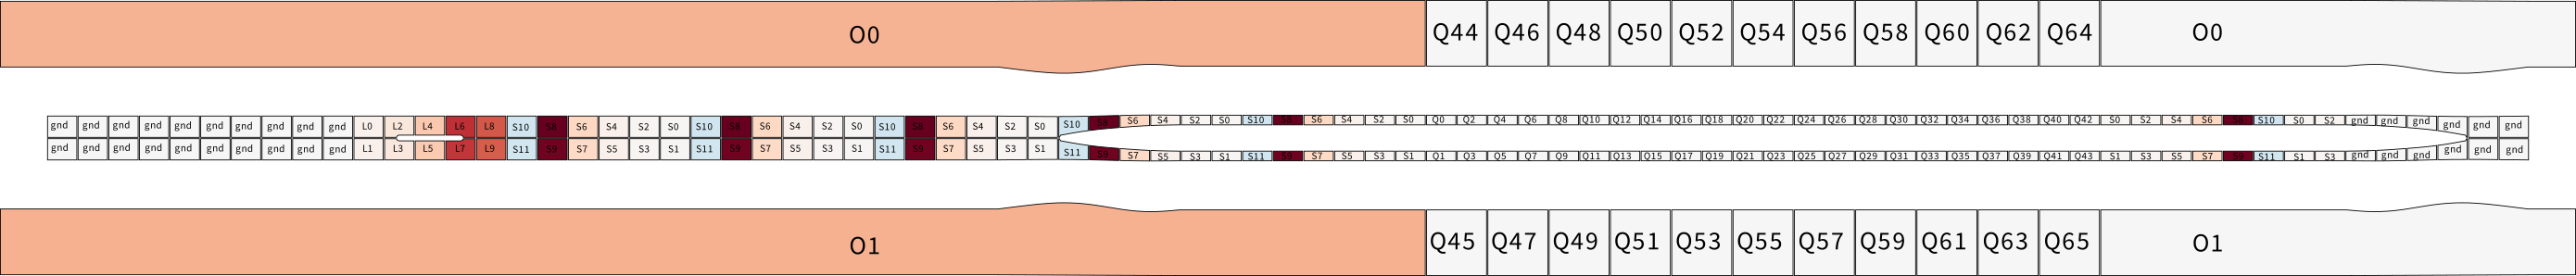 O0 Q44 Q46 Q48 Q50 Q52 Q54 Q56 Q58 Q60 Q62 Q64 O0
gnd gnd gnd gnd gnd gnd gnd gnd gnd gnd L0 L2 L4 L6 L8 S10 S8 S6 S4 S2 S0 S10 S8 S6 S4 S2 S0 S10 S8 S6 S4 S2 S0 S10 S8 S6 S4 S2 S0 S10 S8 S6 S4 S2 S0 Q0 Q2 Q4 Q6 Q8 Q10 Q12 Q14 Q16 Q18 Q20 Q22 Q24 Q26 Q28 Q30 Q32 Q34 Q36 Q38 Q40 Q42 S0 S2 S4 S6 S8 S10 S0 S2 gnd gnd gnd gnd gnd gnd
gnd gnd gnd gnd gnd gnd gnd gnd gnd gnd L1 L3 L5 L7 L9 S11 S9 S7 S5 S3 S1 S11 S9 S7 S5 S3 S1 S11 S9 S7 S5 S3 S1 S11 S9 S7 S5 S3 S1 S11 S9 S7 S5 S3 S1 Q1 Q3 Q5 Q7 Q9 Q11 Q13 Q15 Q17 Q19 Q21 Q23 Q25 Q27 Q29 Q31 Q33 Q35 Q37 Q39 Q41 Q43 S1 S3 S5 S7 S9 S11 S1 S3 gnd gnd gnd gnd gnd gnd
O1 Q45 Q47 Q49 Q51 Q53 Q55 Q57 Q59 Q61 Q63 Q65 O1